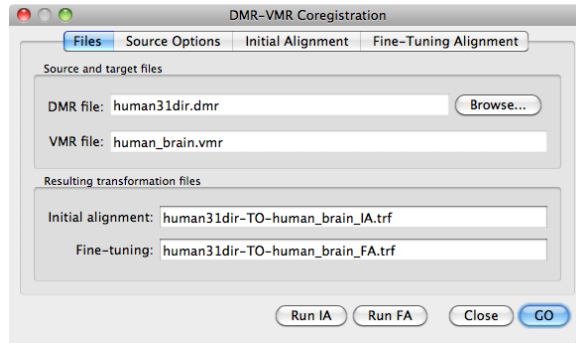 DMR-VMR Coregistration
Files Source Options Initial Alignment Fine-Tuning Alignment
Source and target files
DMR file: human31dir.dmr Browse...
VMR file: human_brain.vmr
Resulting transformation files
Initial alignment: human31dir-TO-human_brain_IA.trf
Fine-tuning: human31dir-TO-human_brain_FA.trf
Run IA Run FA Close GO